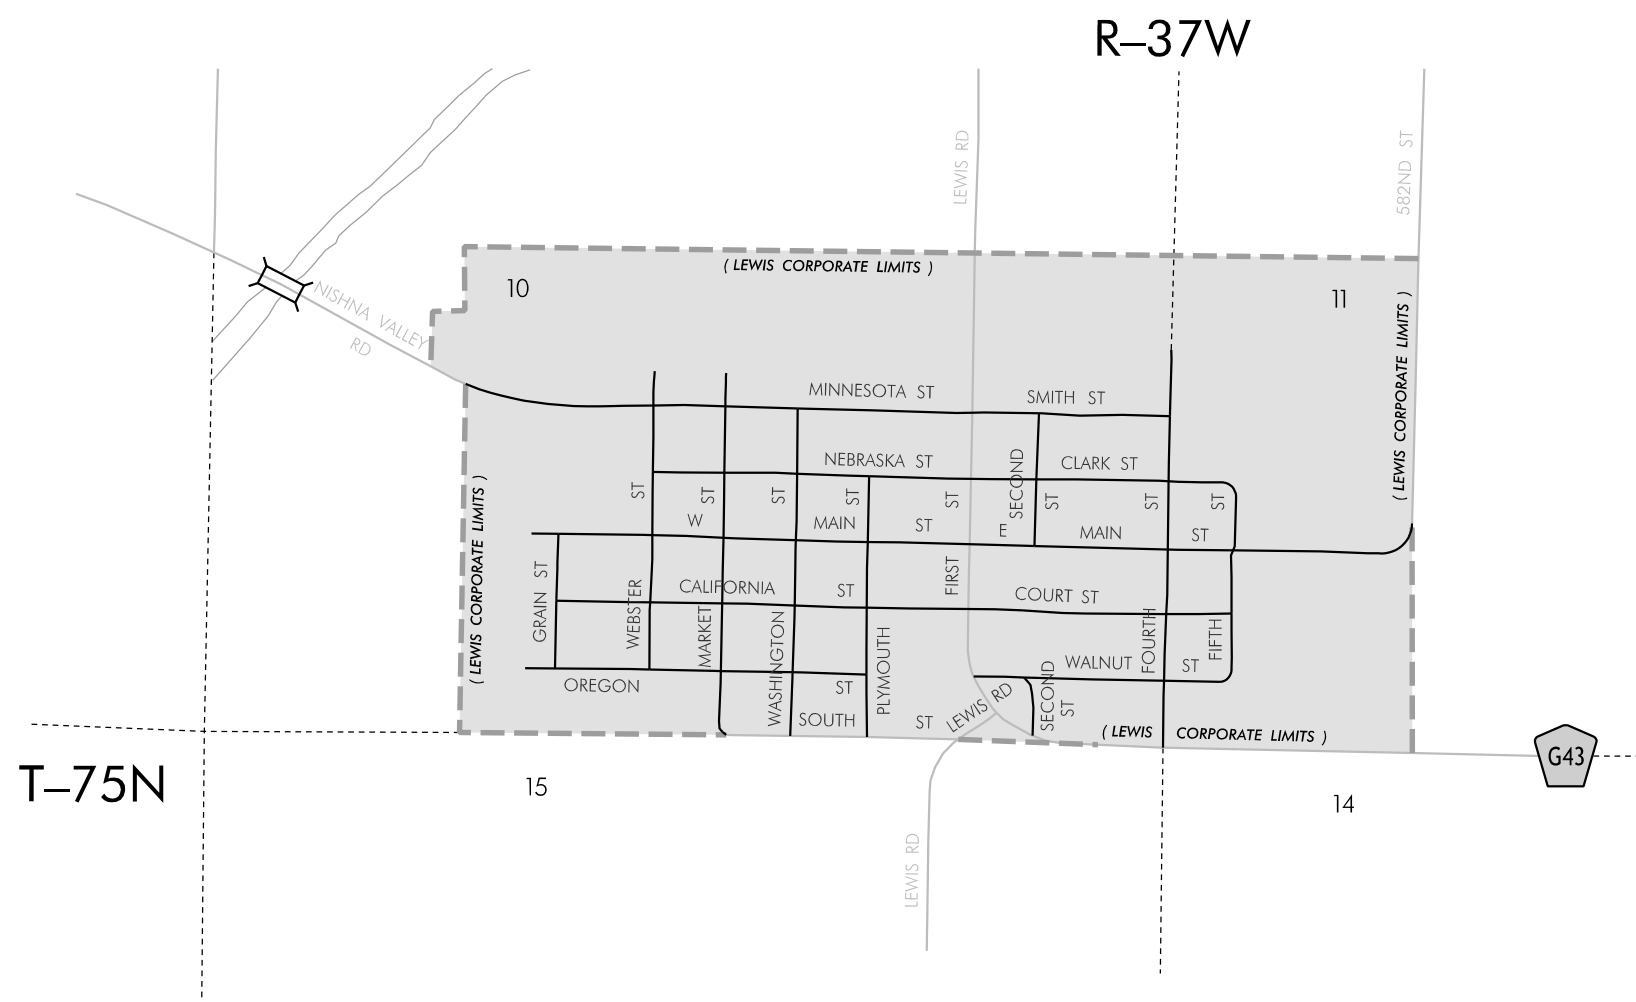 R–37W
LEWIS RD
582ND ST
( LEWIS CORPORATE LIMITS )
10
11
NISHNA VALLEY
RD
( LEWIS CORPORATE LIMITS )
MINNESOTA ST
SMITH ST
NEBRASKA ST
CLARK ST
( LEWIS CORPORATE LIMITS )
W MAIN ST
E MAIN ST
GRAIN ST
WEBSTER ST
MARKET ST
WASHINGTON ST
PLYMOUTH ST
FIRST ST
SECOND ST
FOURTH ST
FIFTH ST
CALIFORNIA ST
COURT ST
WALNUT ST
OREGON ST
SOUTH ST
LEWIS RD
SECOND ST
( LEWIS CORPORATE LIMITS )
T–75N
G43
15
14
LEWIS RD